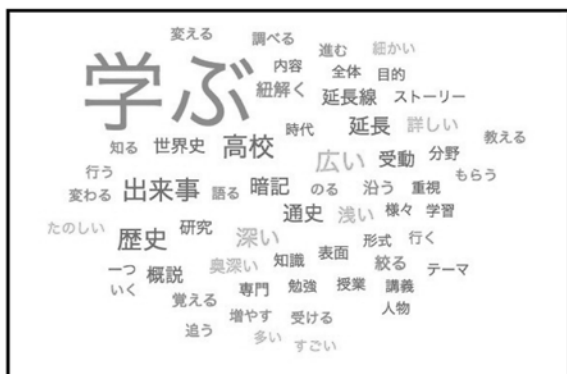 変える 調べる
進む 細かい
学ぶ 内容 全体 目的
紐解く 延長線 ストーリー
時代 延長 詳しい 教える
知る 世界史 高校 広い 受動 分野
行う もらう
変わる 出来事 語る 暗記 のる 沿う 重視
通史 浅い 様々 学習
たのしい 歴史 研究 深い 形式 行く
奥深い 知識 表面 絞る テーマ
一つ 概説
いく 専門 勉強 授業 講義
覚える 人物
増やす 受ける
追う 多い すごい